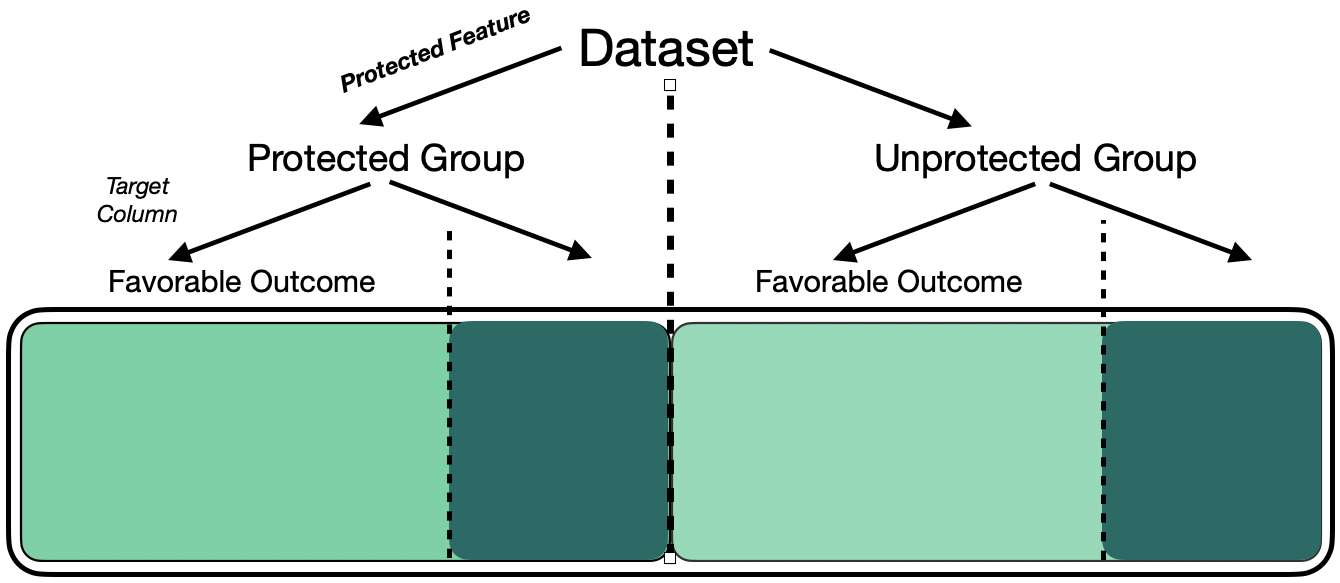 Protected Feature
Dataset
Protected Group
Unprotected Group
Target
Column
Favorable Outcome
Favorable Outcome